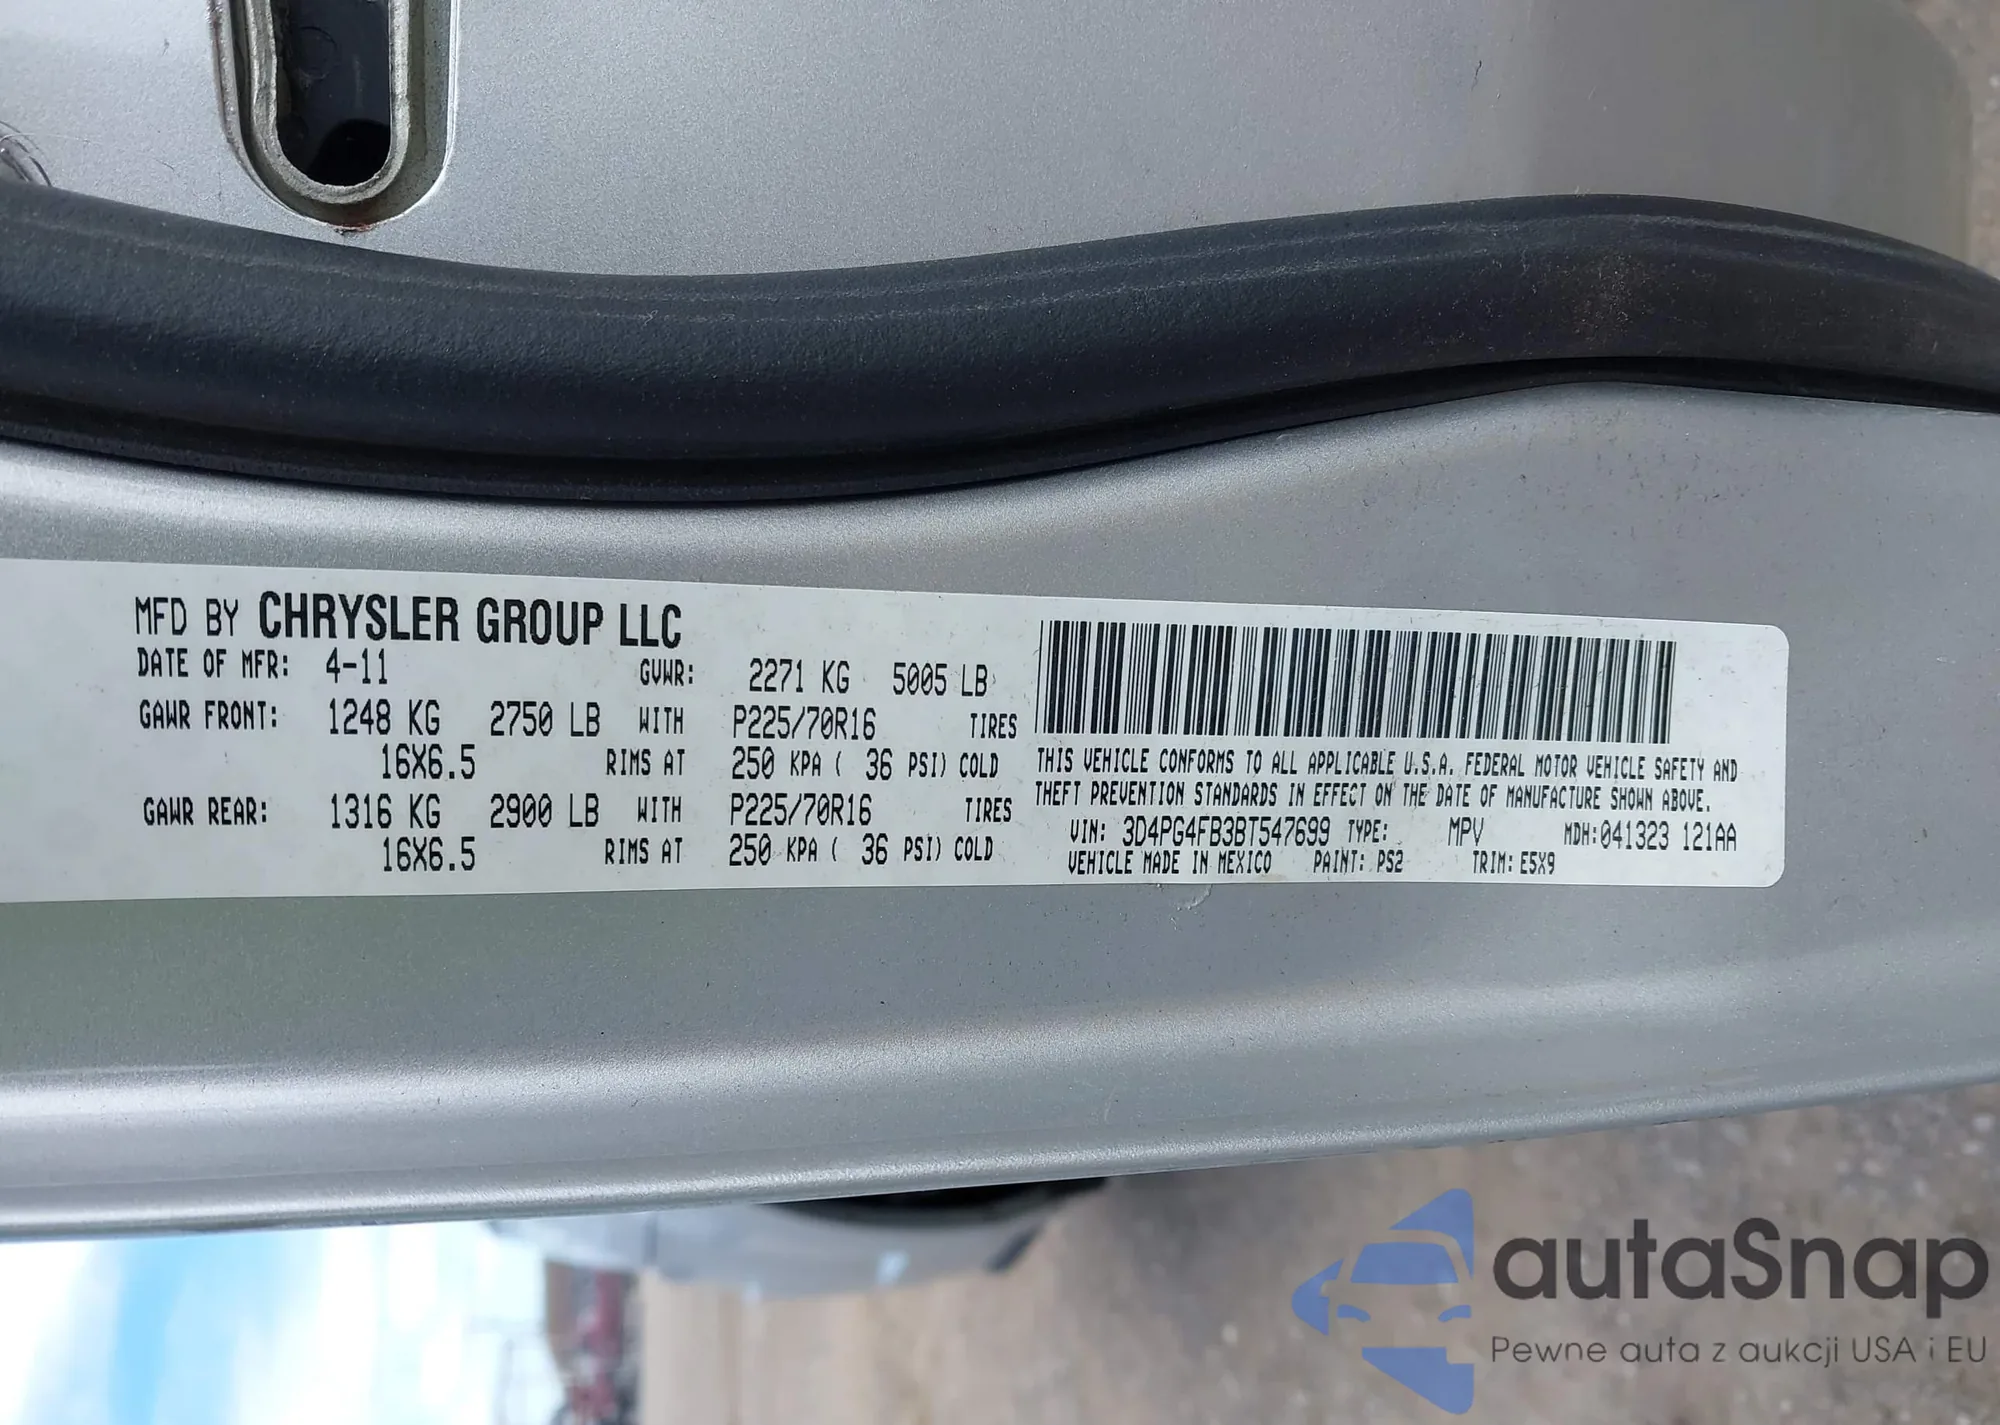 MFD BY CHRYSLER GROUP LLC
DATE OF MFR: 4-11 GVWR: 2271 KG 5005 LB
GAWR FRONT: 1248 KG 2750 LB WITH P225/70R16 TIRES
16X6.5 RIMS AT 250 KPA ( 36 PSI) COLD
GAWR REAR: 1316 KG 2900 LB WITH P225/70R16 TIRES
16X6.5 RIMS AT 250 KPA ( 36 PSI) COLD
THIS VEHICLE CONFORMS TO ALL APPLICABLE U.S.A. FEDERAL MOTOR VEHICLE SAFETY AND
THEFT PREVENTION STANDARDS IN EFFECT ON THE DATE OF MANUFACTURE SHOWN ABOVE.
VIN: 3D4PG4FB3BT547699 TYPE: MPV MDH:041323 121AA
VEHICLE MADE IN MEXICO PAINT: PS2 TRIM: E5X9
autaSnap
Pewne auta z aukcji USA i EU